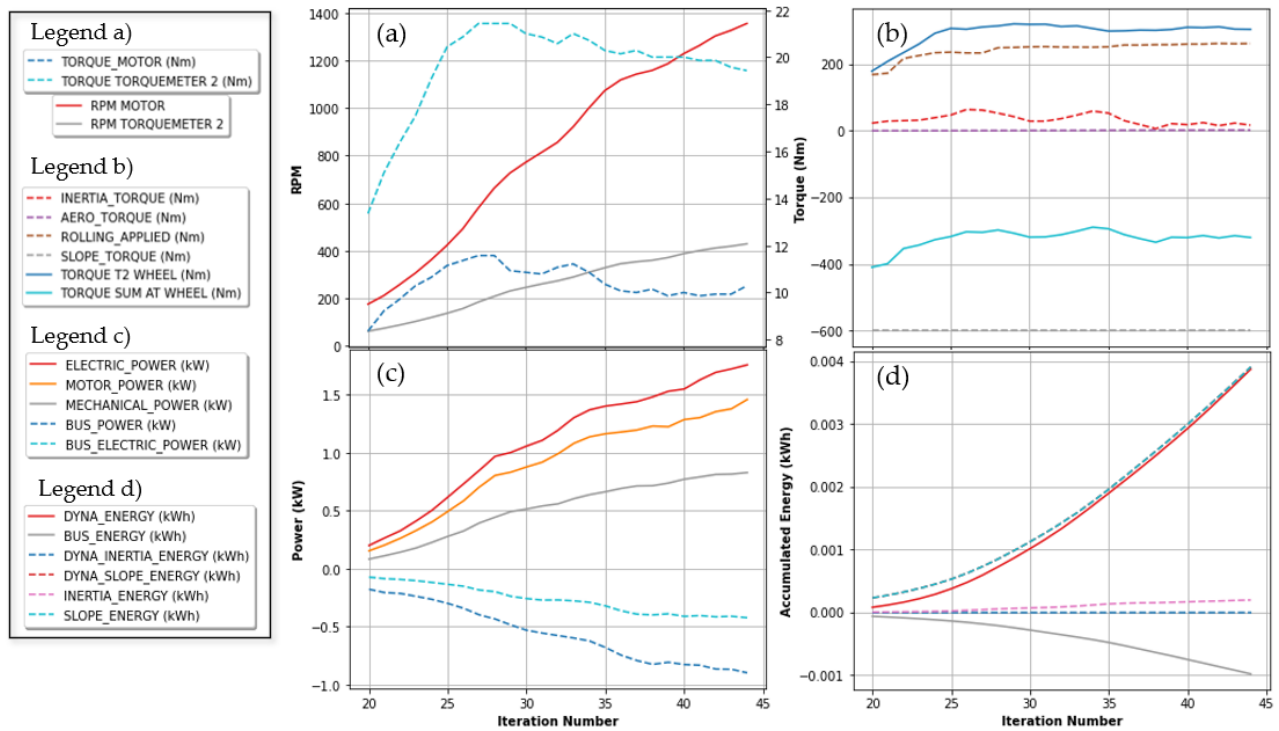 Legend a)
TORQUE_MOTOR (Nm)
TORQUE TORQUEMETER 2 (Nm)
RPM MOTOR
RPM TORQUEMETER 2
Legend b)
INERTIA_TORQUE (Nm)
AERO_TORQUE (Nm)
ROLLING_APPLIED (Nm)
SLOPE_TORQUE (Nm)
TORQUE T2 WHEEL (Nm)
TORQUE SUM AT WHEEL (Nm)
Legend c)
ELECTRIC_POWER (kW)
MOTOR_POWER (kW)
MECHANICAL_POWER (kW)
BUS_POWER (kW)
BUS_ELECTRIC_POWER (kW)
Legend d)
DYNA_ENERGY (kWh)
BUS_ENERGY (kWh)
DYNA_INERTIA_ENERGY (kWh)
DYNA_SLOPE_ENERGY (kWh)
INERTIA_ENERGY (kWh)
SLOPE_ENERGY (kWh)
(a)
RPM
1400
1200
1000
800
600
400
200
0
22
20
18
16
14
12
10
8
Torque (Nm)
(b)
200
0
−200
−400
−600
(c)
Power (kW)
1.5
1.0
0.5
0.0
−0.5
−1.0
20 25 30 35 40 45
Iteration Number
(d)
Accumulated Energy (kWh)
0.004
0.003
0.002
0.001
0.000
−0.001
20 25 30 35 40 45
Iteration Number